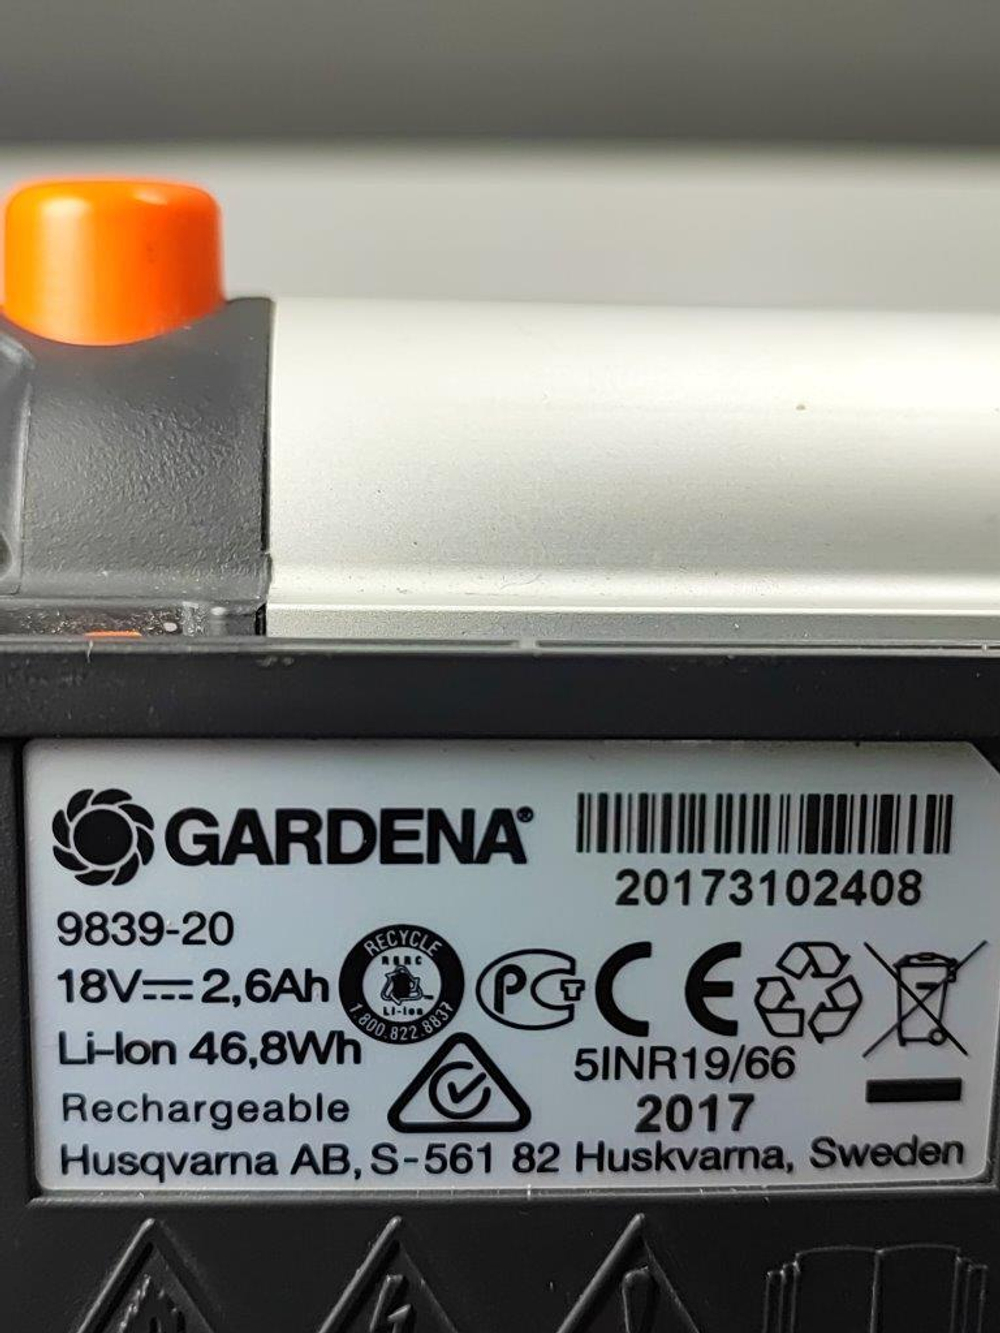 GARDENA®
20173102408
9839-20
18V 2,6Ah
RECYCLE
RBRC
Li-Ion
1.800.822.8837
PCT
CE
Li-Ion 46,8Wh
5INR19/66
Rechargeable
2017
Husqvarna AB, S-561 82 Huskvarna, Sweden